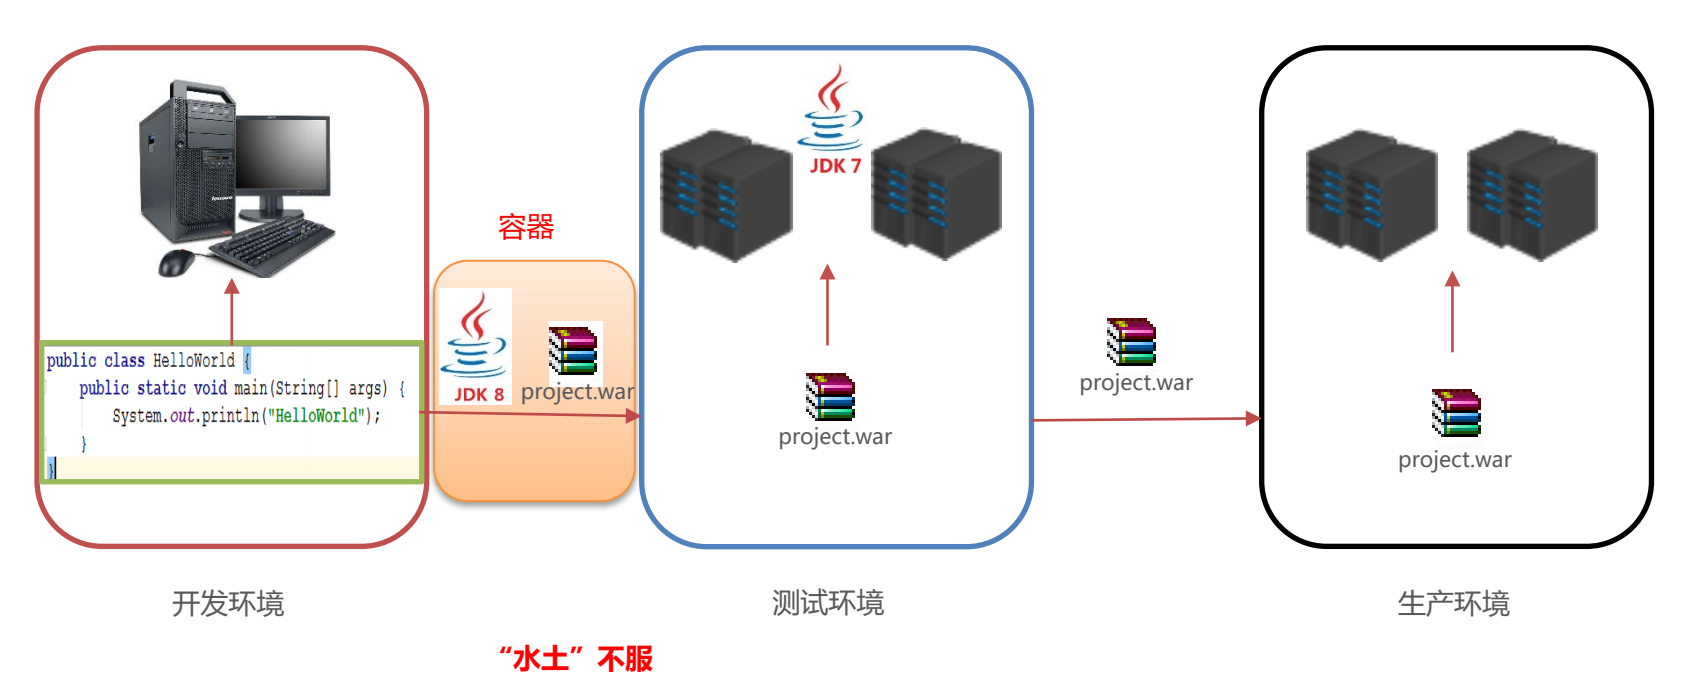 JDK 7
容器
public class HelloWorld {
public static void main(String[] args) {
System.out.println("HelloWorld");
}
}
JDK 8
project.war
project.war
project.war
project.war
开发环境
测试环境
生产环境
“水土”不服